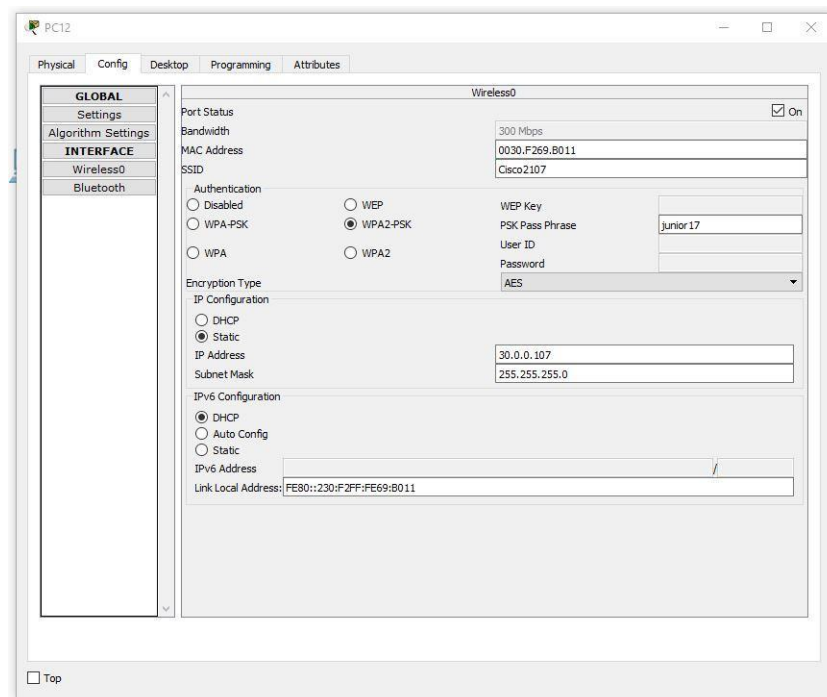 PC12
Physical Config Desktop Programming Attributes
GLOBAL
Settings
Algorithm Settings
INTERFACE
Wireless0
Bluetooth
Wireless0
Port Status On
Bandwidth 300 Mbps
MAC Address 0030.F269.B011
SSID Cisco2107
Authentication
Disabled WEP WEP Key
WPA-PSK WPA2-PSK PSK Pass Phrase junior17
User ID
WPA WPA2
Password
Encryption Type AES
IP Configuration
DHCP
Static
IP Address 30.0.0.107
Subnet Mask 255.255.255.0
IPv6 Configuration
DHCP
Auto Config
Static
IPv6 Address /
Link Local Address: FE80::230:F2FF:FE69:B011
Top